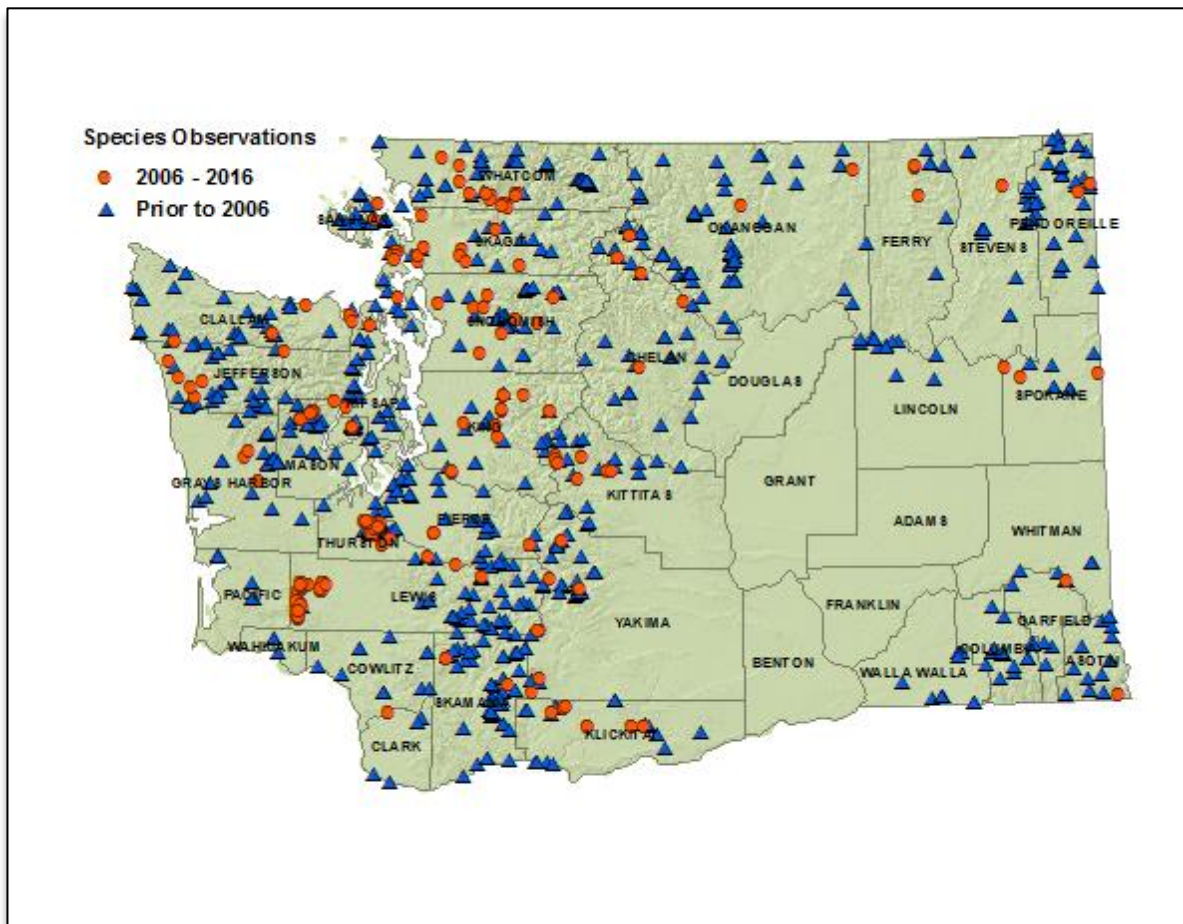 Species Observations
2006 - 2016
Prior to 2006
WHATCOM
SKAGIT
OKANOGAN
FERRY
STEVENS
PEND OREILLE
CLALLAM
SNOHOMISH
CHELAN
JEFFERSON
DOUGLAS
KITSAP
LINCOLN
SPOKANE
KING
MASON
GRAYS HARBOR
KITTITAS
GRANT
PIERCE
ADAMS
WHITMAN
THURSTON
PACIFIC
LEWIS
FRANKLIN
YAKIMA
GARFIELD
WAHKIAKUM
COLUMBIA
COWLITZ
BENTON
WALLA WALLA
ASOTIN
SKAMANIA
KLICKITAT
CLARK